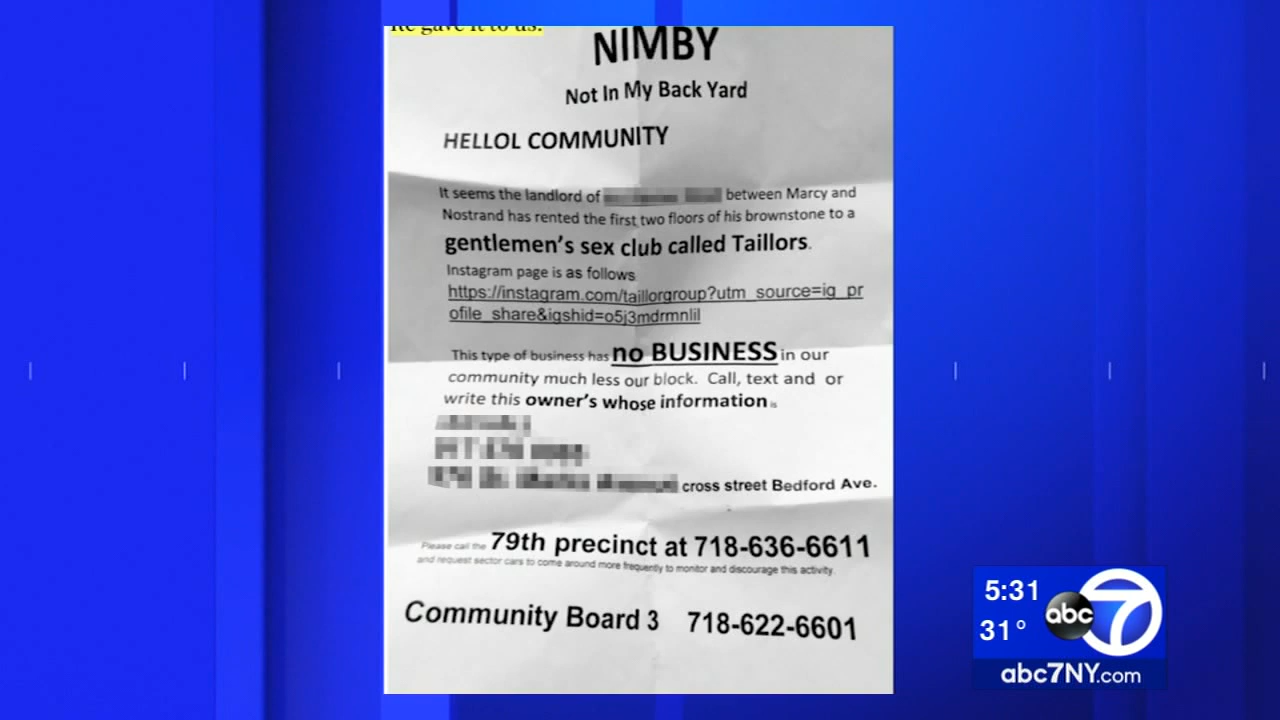 Re gave it to us.
NIMBY
Not In My Back Yard
HELLOL COMMUNITY
It seems the landlord of between Marcy and
Nostrand has rented the first two floors of his brownstone to a
gentlemen's sex club called Taillors.
Instagram page is as follows
https://instagram.com/taillorgroup?utm_source=ig_pr
ofile_share&igshid=o5j3mdrmnlil
This type of business has no BUSINESS in our
community much less our block. Call, text and or
write this owner's whose information is
cross street Bedford Ave.
Please call the 79th precinct at 718-636-6611
and request sector cars to come around more frequently to monitor and discourage this activity.
Community Board 3 718-622-6601
5:31
31°
abc 7
abc7NY.com